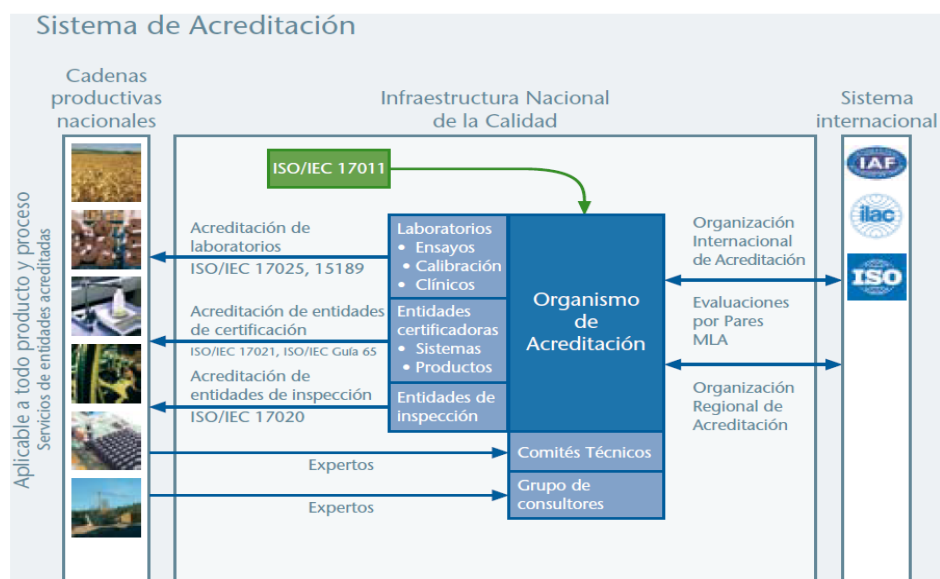 Sistema de Acreditación
Cadenas
productivas
nacionales
Infraestructura Nacional
de la Calidad
Sistema
internacional
Aplicable a todo producto y proceso
Servicios de entidades acreditadas
ISO/IEC 17011
Acreditación de
laboratorios
ISO/IEC 17025, 15189
Acreditación de entidades
de certificación
ISO/IEC 17021, ISO/IEC Guía 65
Acreditación de
entidades de inspección
ISO/IEC 17020
Expertos
Expertos
Laboratorios
• Ensayos
• Calibración
• Clínicos
Entidades
certificadoras
• Sistemas
• Productos
Entidades de
inspección
Organismo
de
Acreditación
Comités Técnicos
Grupo de
consultores
Organización
Internacional
de Acreditación
Evaluaciones
por Pares
MLA
Organización
Regional de
Acreditación
IAF
ilac
ISO